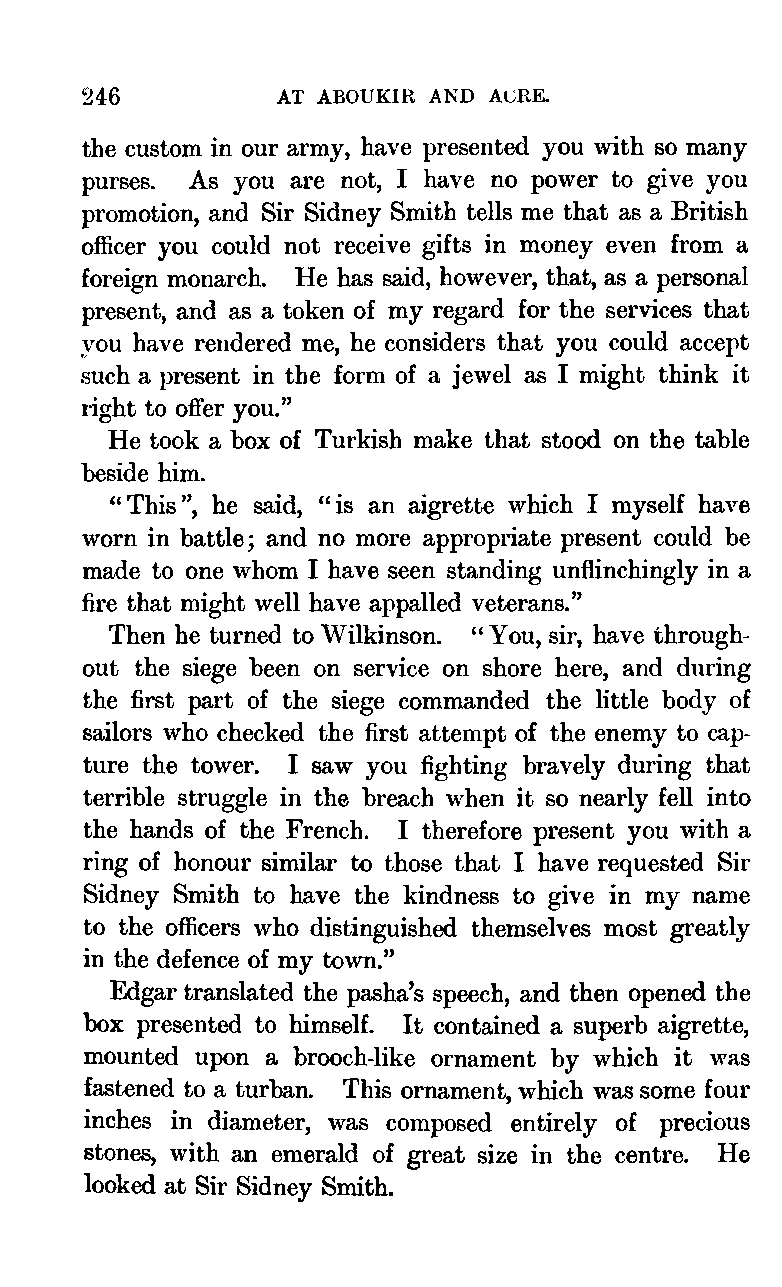 246 AT ABOUKIR AND ACRE.
the custom in our army, have presented you with so many
purses. As you are not, I have no power to give you
promotion, and Sir Sidney Smith tells me that as a British
officer you could not receive gifts in money even from a
foreign monarch. He has said, however, that, as a personal
present, and as a token of my regard for the services that
you have rendered me, he considers that you could accept
such a present in the form of a jewel as I might think it
right to offer you.”
He took a box of Turkish make that stood on the table
beside him.
“This”, he said, “is an aigrette which I myself have
worn in battle; and no more appropriate present could be
made to one whom I have seen standing unflinchingly in a
fire that might well have appalled veterans.”
Then he turned to Wilkinson. “You, sir, have through-
out the siege been on service on shore here, and during
the first part of the siege commanded the little body of
sailors who checked the first attempt of the enemy to cap-
ture the tower. I saw you fighting bravely during that
terrible struggle in the breach when it so nearly fell into
the hands of the French. I therefore present you with a
ring of honour similar to those that I have requested Sir
Sidney Smith to have the kindness to give in my name
to the officers who distinguished themselves most greatly
in the defence of my town.”
Edgar translated the pasha’s speech, and then opened the
box presented to himself. It contained a superb aigrette,
mounted upon a brooch-like ornament by which it was
fastened to a turban. This ornament, which was some four
inches in diameter, was composed entirely of precious
stones, with an emerald of great size in the centre. He
looked at Sir Sidney Smith.